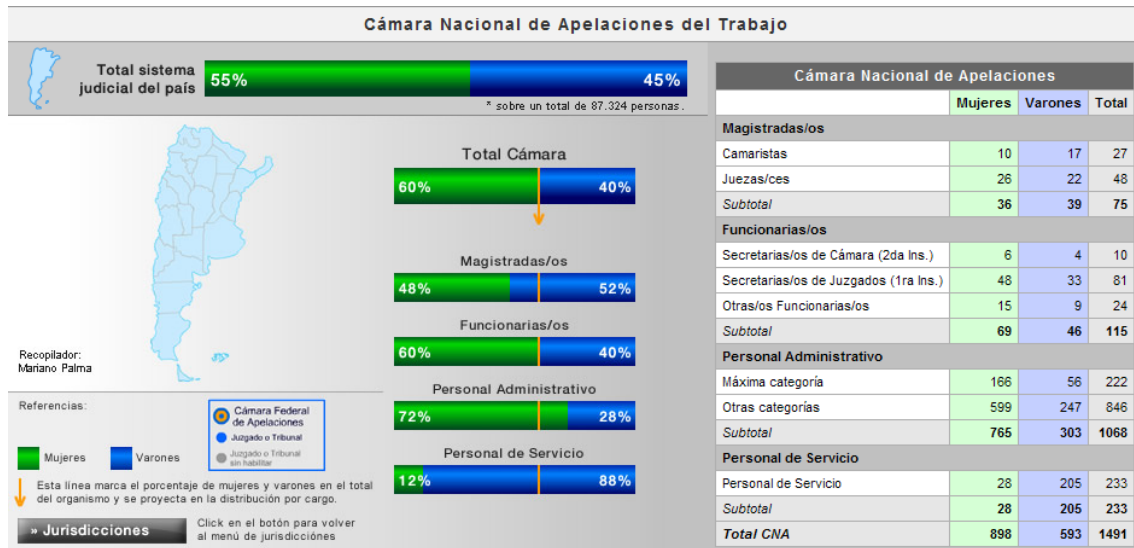 Cámara Nacional de Apelaciones del Trabajo
Total sistema
judicial del país
55%
45%
* sobre un total de 87.324 personas.
Total Cámara
60%
40%
Magistradas/os
48%
52%
Funcionarias/os
60%
40%
Personal Administrativo
72%
28%
Personal de Servicio
12%
88%
Recopilador:
Mariano Palma
Referencias:
Mujeres
Varones
Cámara Federal
de Apelaciones
Juzgado o Tribunal
Juzgado o Tribunal
sin habilitar
Esta línea marca el porcentaje de mujeres y varones en el total
del organismo y se proyecta en la distribución por cargo.
» Jurisdicciones
Click en el botón para volver
al menú de jurisdicciónes
Cámara Nacional de Apelaciones
Mujeres Varones Total
Magistradas/os
Camaristas 10 17 27
Juezas/ces 26 22 48
Subtotal 36 39 75
Funcionarias/os
Secretarias/os de Cámara (2da Ins.) 6 4 10
Secretarias/os de Juzgados (1ra Ins.) 48 33 81
Otras/os Funcionarias/os 15 9 24
Subtotal 69 46 115
Personal Administrativo
Máxima categoría 166 56 222
Otras categorías 599 247 846
Subtotal 765 303 1068
Personal de Servicio
Personal de Servicio 28 205 233
Subtotal 28 205 233
Total CNA 898 593 1491